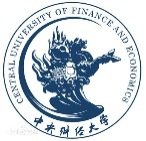 CENTRAL UNIVERSITY OF FINANCE AND ECONOMICS
中央财经大学